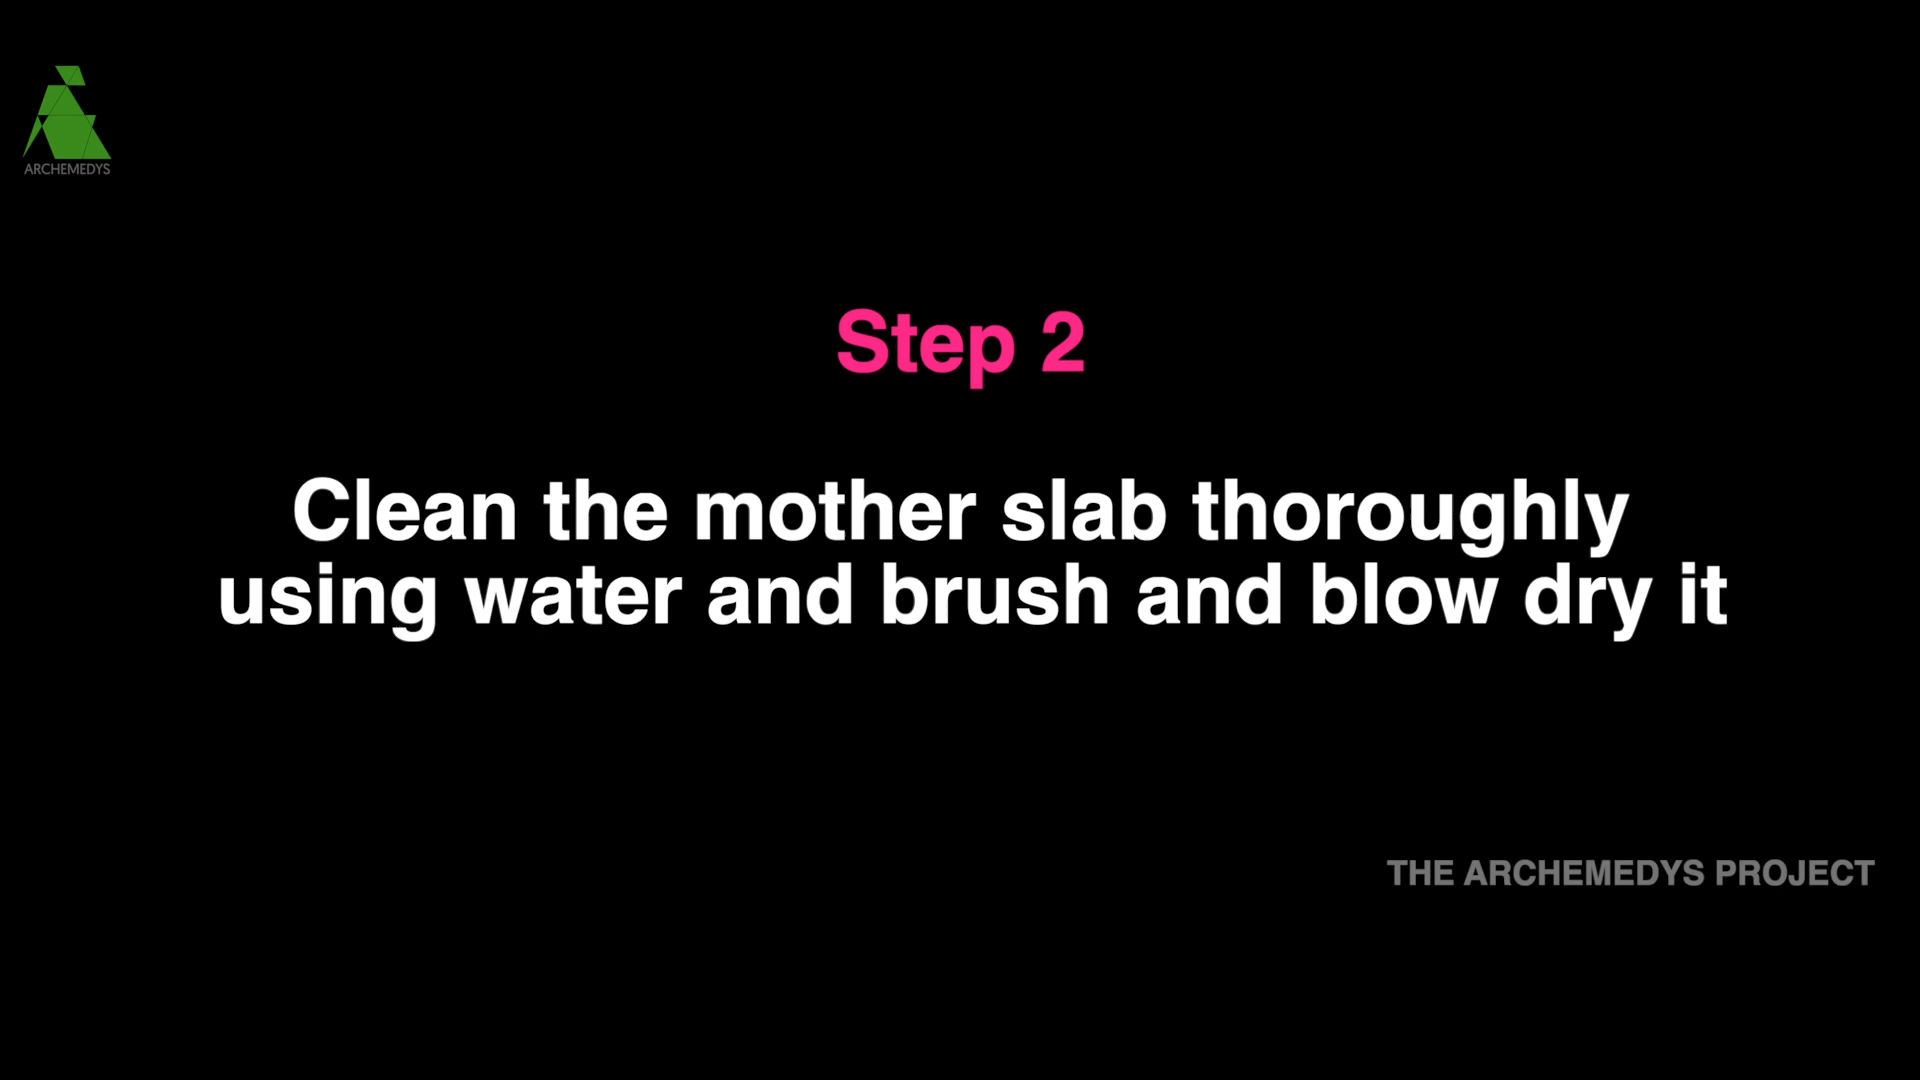 ARCHEMEDYS
Step 2
Clean the mother slab thoroughly
using water and brush and blow dry it
THE ARCHEMEDYS PROJECT